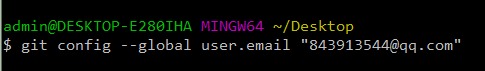 admin@DESKTOP-E280IHA MINGW64 ~/Desktop
$ git config --global user.email "843913544@qq.com"